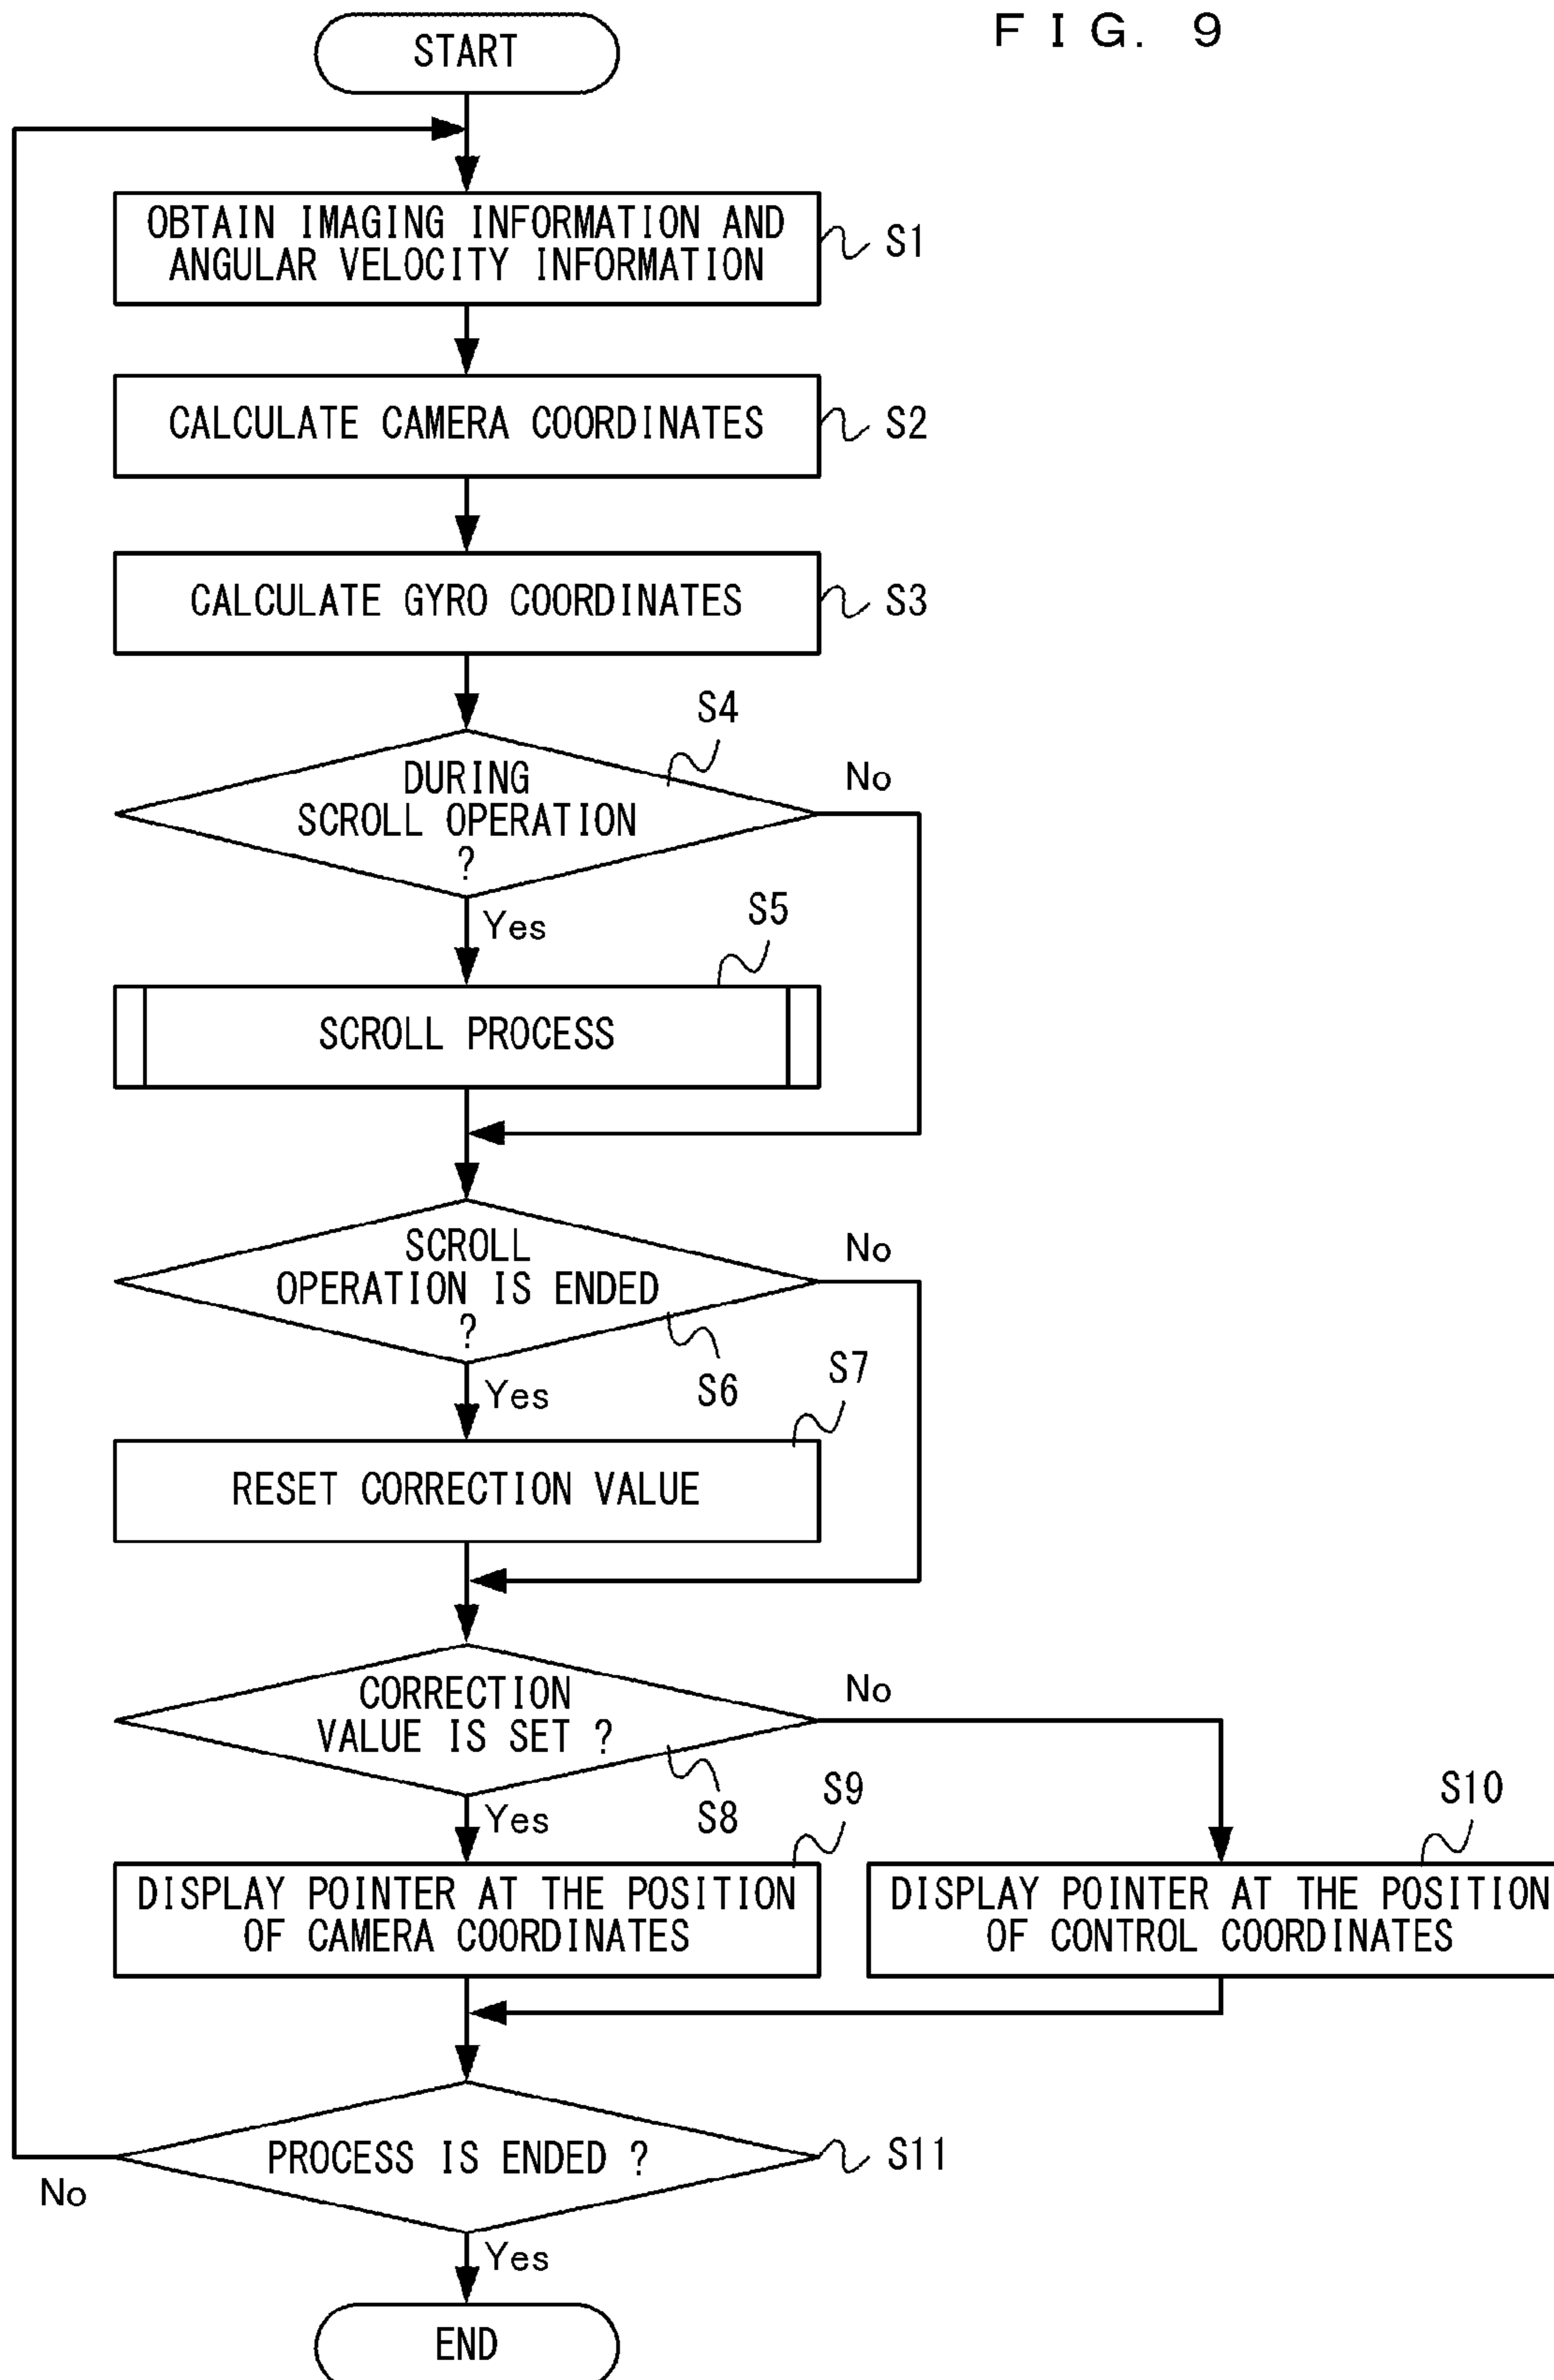 FIG. 9
START
OBTAIN IMAGING INFORMATION AND
ANGULAR VELOCITY INFORMATION
S1
CALCULATE CAMERA COORDINATES
S2
CALCULATE GYRO COORDINATES
S3
S4
DURING
SCROLL OPERATION
?
No
Yes
S5
SCROLL PROCESS
SCROLL
OPERATION IS ENDED
?
No
S6
Yes
S7
RESET CORRECTION VALUE
CORRECTION
VALUE IS SET ?
No
S8
Yes
S9
S10
DISPLAY POINTER AT THE POSITION
OF CAMERA COORDINATES
DISPLAY POINTER AT THE POSITION
OF CONTROL COORDINATES
PROCESS IS ENDED ?
S11
No
Yes
END